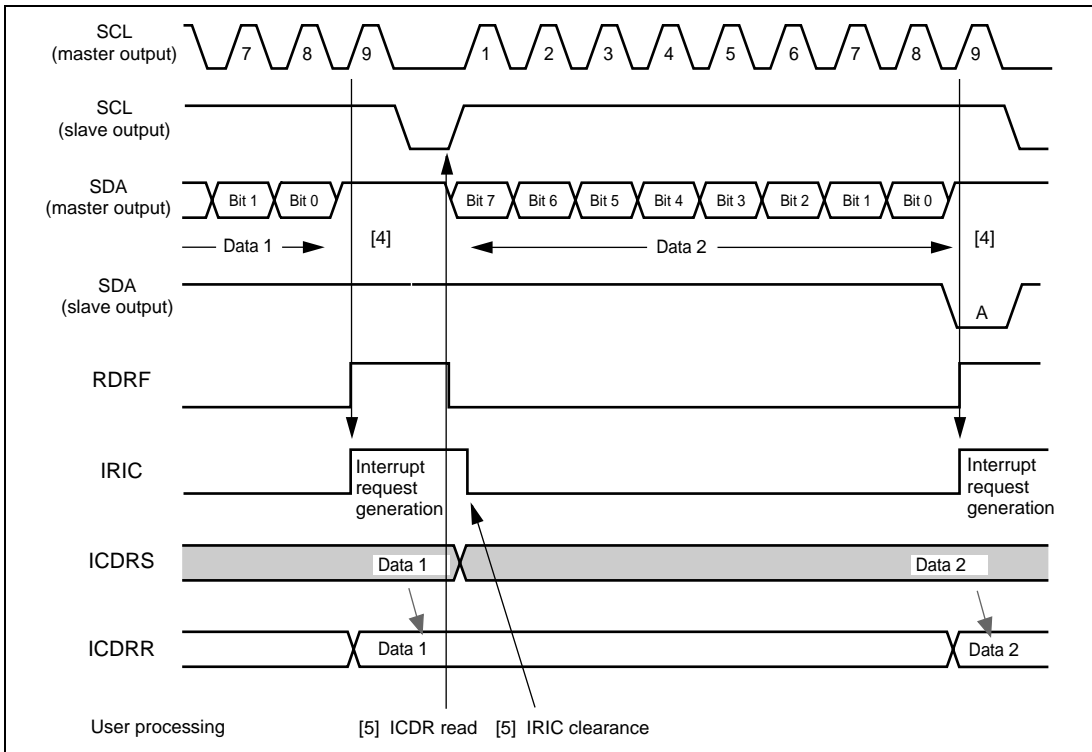 SCL
(master output)
7 8 9 1 2 3 4 5 6 7 8 9
SCL
(slave output)
SDA
(master output)
Bit 1 Bit 0 Bit 7 Bit 6 Bit 5 Bit 4 Bit 3 Bit 2 Bit 1 Bit 0
Data 1 [4] Data 2 [4]
SDA
(slave output)
A
RDRF
IRIC
Interrupt
request
generation
Interrupt
request
generation
ICDRS
Data 1 Data 2
ICDRR
Data 1 Data 2
User processing [5] ICDR read [5] IRIC clearance